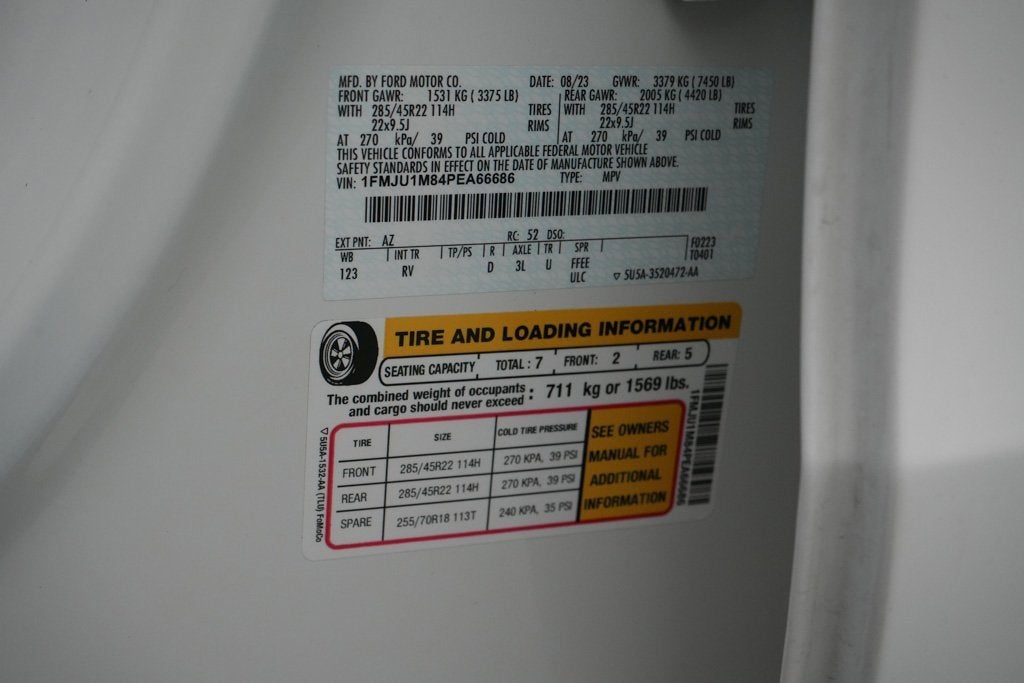 MFD. BY FORD MOTOR CO. DATE: 08/23 GVWR: 3379 KG ( 7450 LB)
FRONT GAWR: 1531 KG ( 3375 LB) REAR GAWR: 2005 KG ( 4420 LB)
WITH 285/45R22 114H TIRES WITH 285/45R22 114H TIRES
22x9.5J RIMS 22x9.5J RIMS
AT 270 kPa/ 39 PSI COLD AT 270 kPa/ 39 PSI COLD
THIS VEHICLE CONFORMS TO ALL APPLICABLE FEDERAL MOTOR VEHICLE
SAFETY STANDARDS IN EFFECT ON THE DATE OF MANUFACTURE SHOWN ABOVE.
VIN: 1FMJU1M84PEA66686 TYPE: MPV
EXT PNT: AZ RC: 52 DSO: F0223
WB INT TR TP/PS R AXLE TR SPR T0401
123 RV D 3L U FFEE
ULC ▽ 5U5A-3520472-AA
TIRE AND LOADING INFORMATION
SEATING CAPACITY TOTAL : 7 FRONT: 2 REAR: 5
The combined weight of occupants
and cargo should never exceed : 711 kg or 1569 lbs.
TIRE SIZE COLD TIRE PRESSURE
FRONT 285/45R22 114H 270 KPA, 39 PSI
REAR 285/45R22 114H 270 KPA, 39 PSI
SPARE 255/70R18 113T 240 KPA, 35 PSI
SEE OWNERS
MANUAL FOR
ADDITIONAL
INFORMATION
▽ 5U5A-1532-AA (TLU) FoMoCo
1FMJU1M84PEA66686